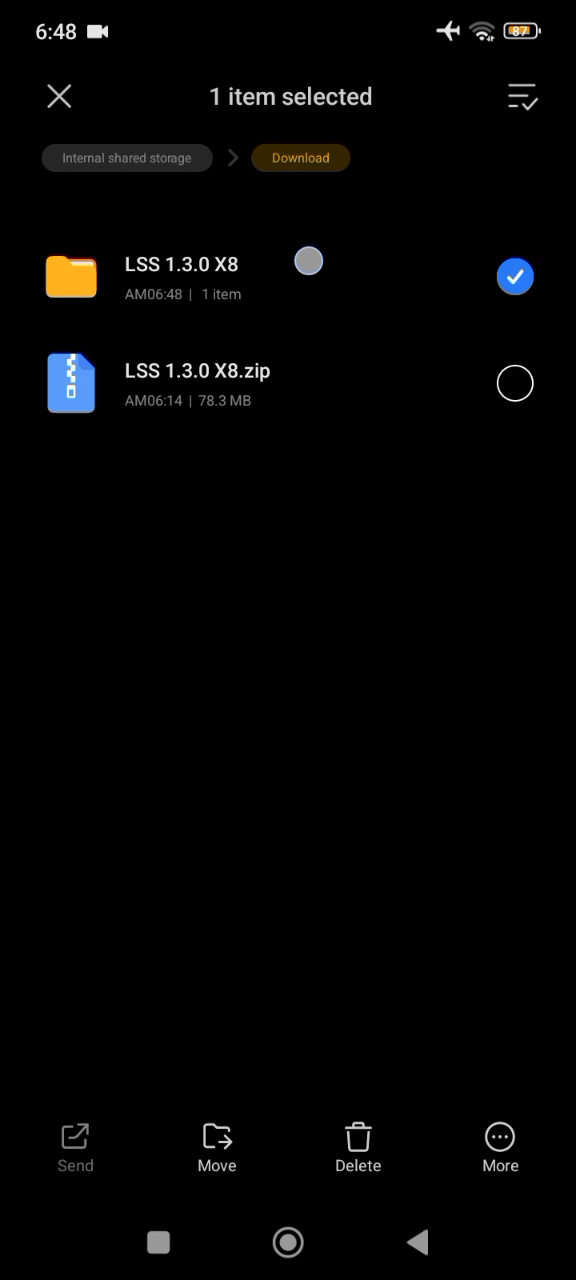 6:48 87
1 item selected
Internal shared storage Download
LSS 1.3.0 X8
AM06:48 | 1 item
LSS 1.3.0 X8.zip
AM06:14 | 78.3 MB
Send Move Delete More